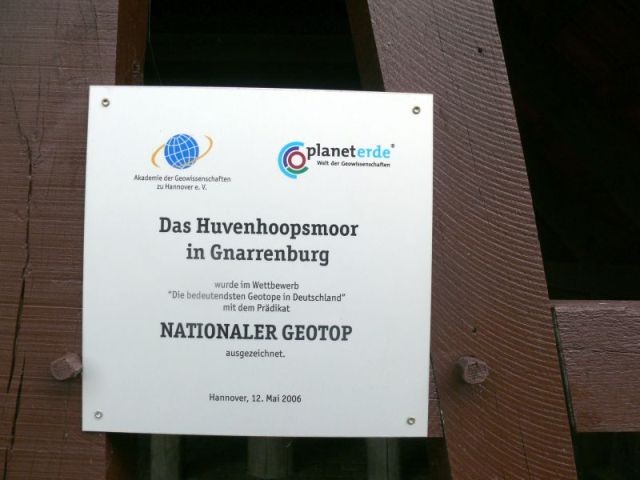 Akademie der Geowissenschaften
zu Hannover e. V.
planeterde®
Welt der Geowissenschaften
Das Huvenhoopsmoor
in Gnarrenburg
wurde im Wettbewerb
"Die bedeutendsten Geotope in Deutschland"
mit dem Prädikat
NATIONALER GEOTOP
ausgezeichnet.
Hannover, 12. Mai 2006